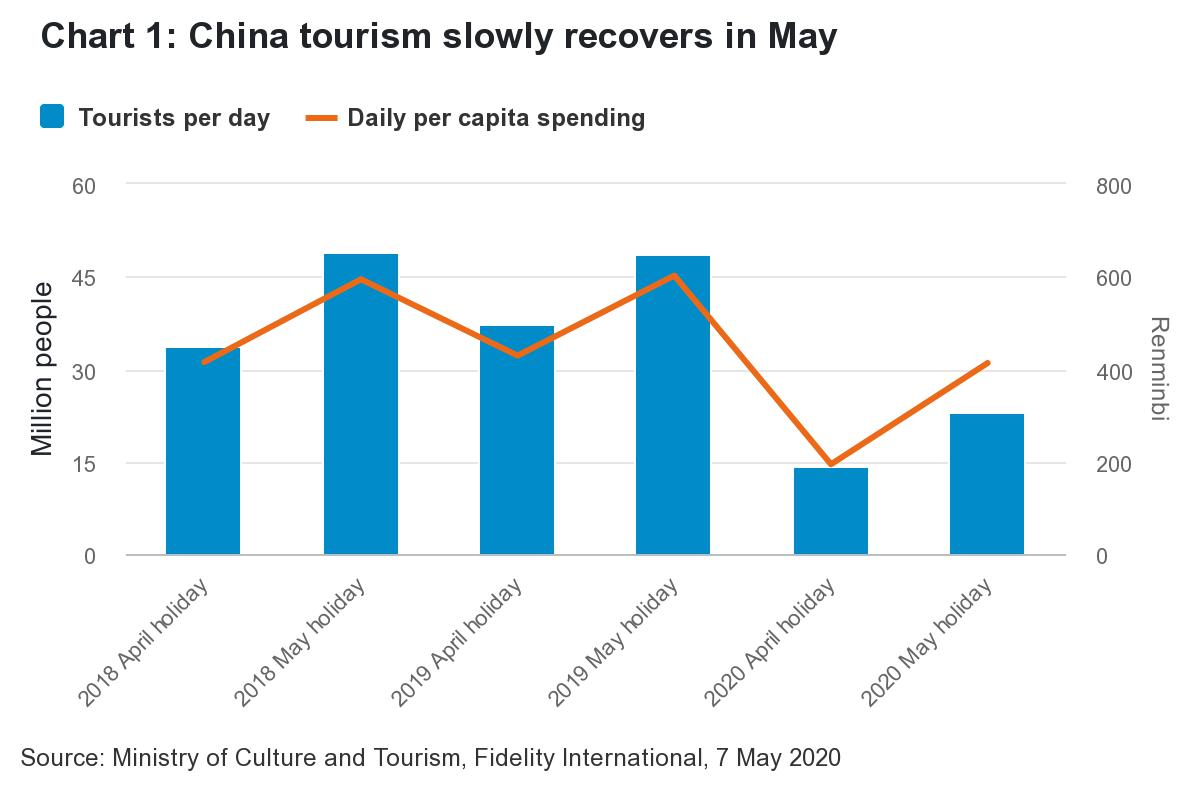 Chart 1: China tourism slowly recovers in May
Tourists per day
Daily per capita spending
60
45
30
15
0
Million people
800
600
400
200
0
Renminbi
2018 April holiday
2018 May holiday
2019 April holiday
2019 May holiday
2020 April holiday
2020 May holiday
Source: Ministry of Culture and Tourism, Fidelity International, 7 May 2020